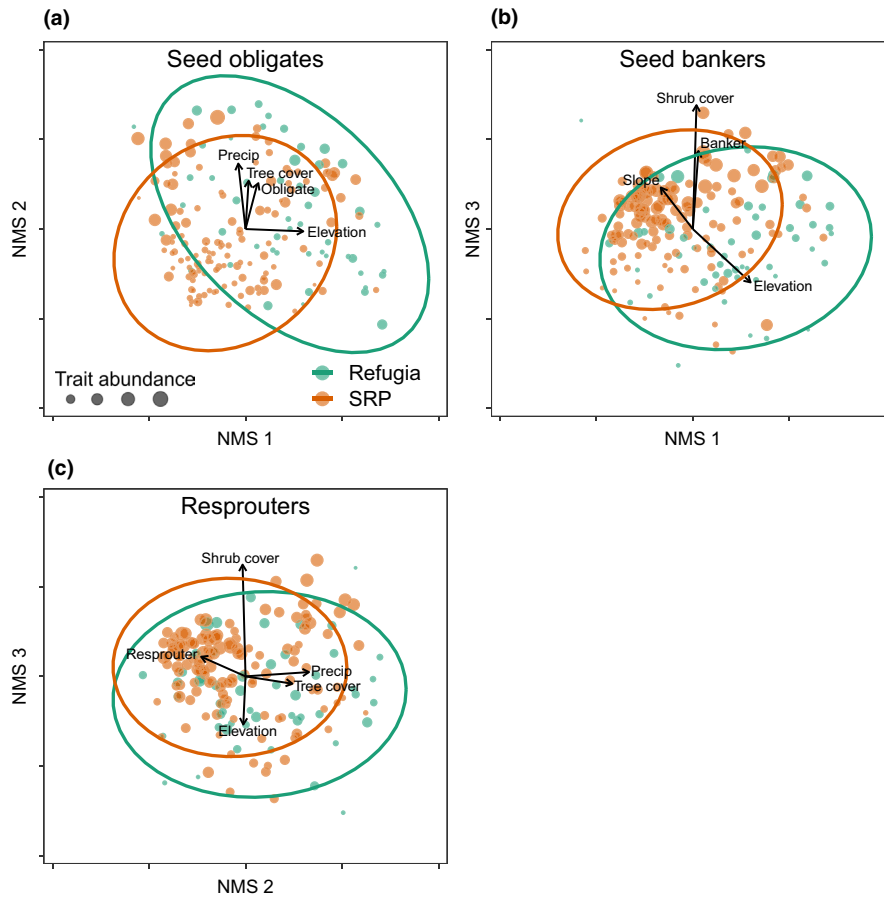 (a)
Seed obligates
Precip
Tree cover
Obligate
Elevation
NMS 2
Trait abundance
Refugia
SRP
NMS 1
(b)
Seed bankers
Shrub cover
Banker
Slope
Elevation
NMS 3
NMS 1
(c)
Resprouters
Shrub cover
Resprouter
Precip
Tree cover
Elevation
NMS 3
NMS 2